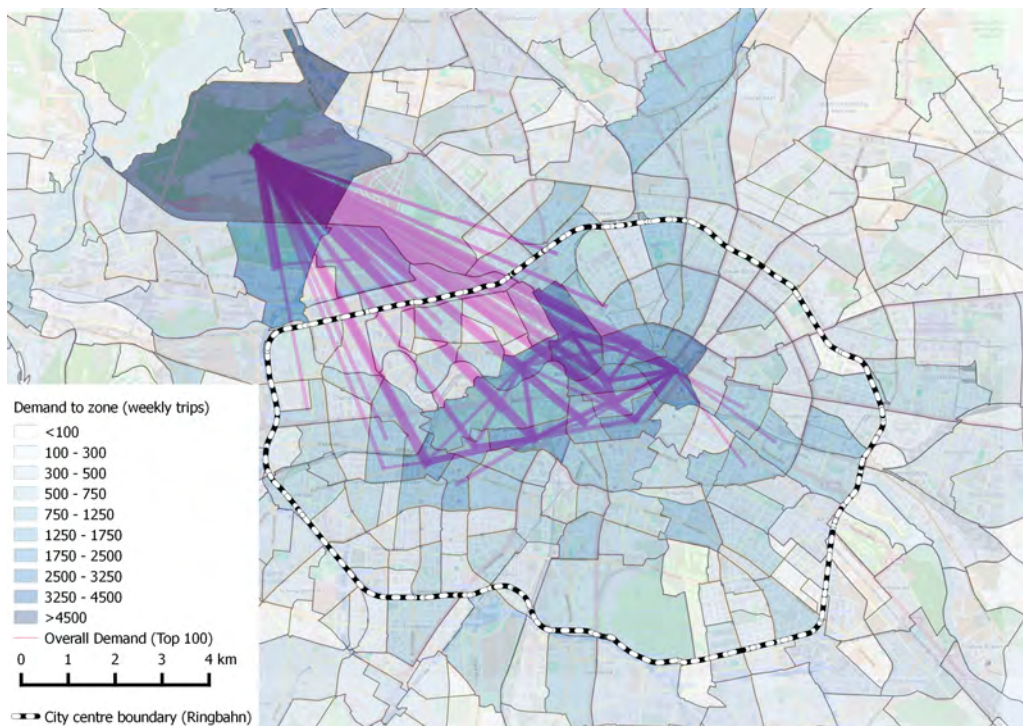 Demand to zone (weekly trips)
<100
100 - 300
300 - 500
500 - 750
750 - 1250
1250 - 1750
1750 - 2500
2500 - 3250
3250 - 4500
>4500
Overall Demand (Top 100)
0 1 2 3 4 km
City centre boundary (Ringbahn)